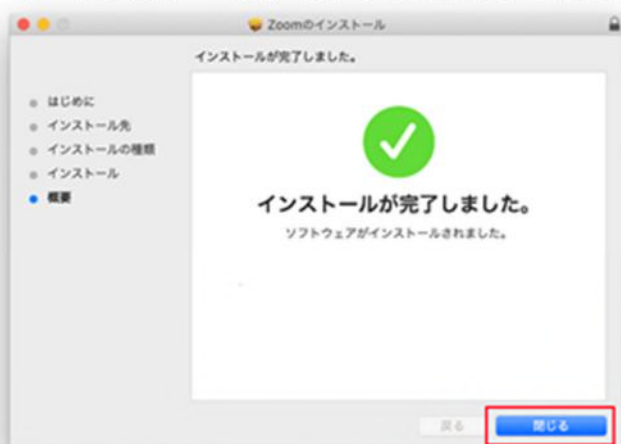 Zoomのインストール
インストールが完了しました。
はじめに
インストール先
インストールの種類
インストール
概要
インストールが完了しました。
ソフトウェアがインストールされました。
戻る
閉じる